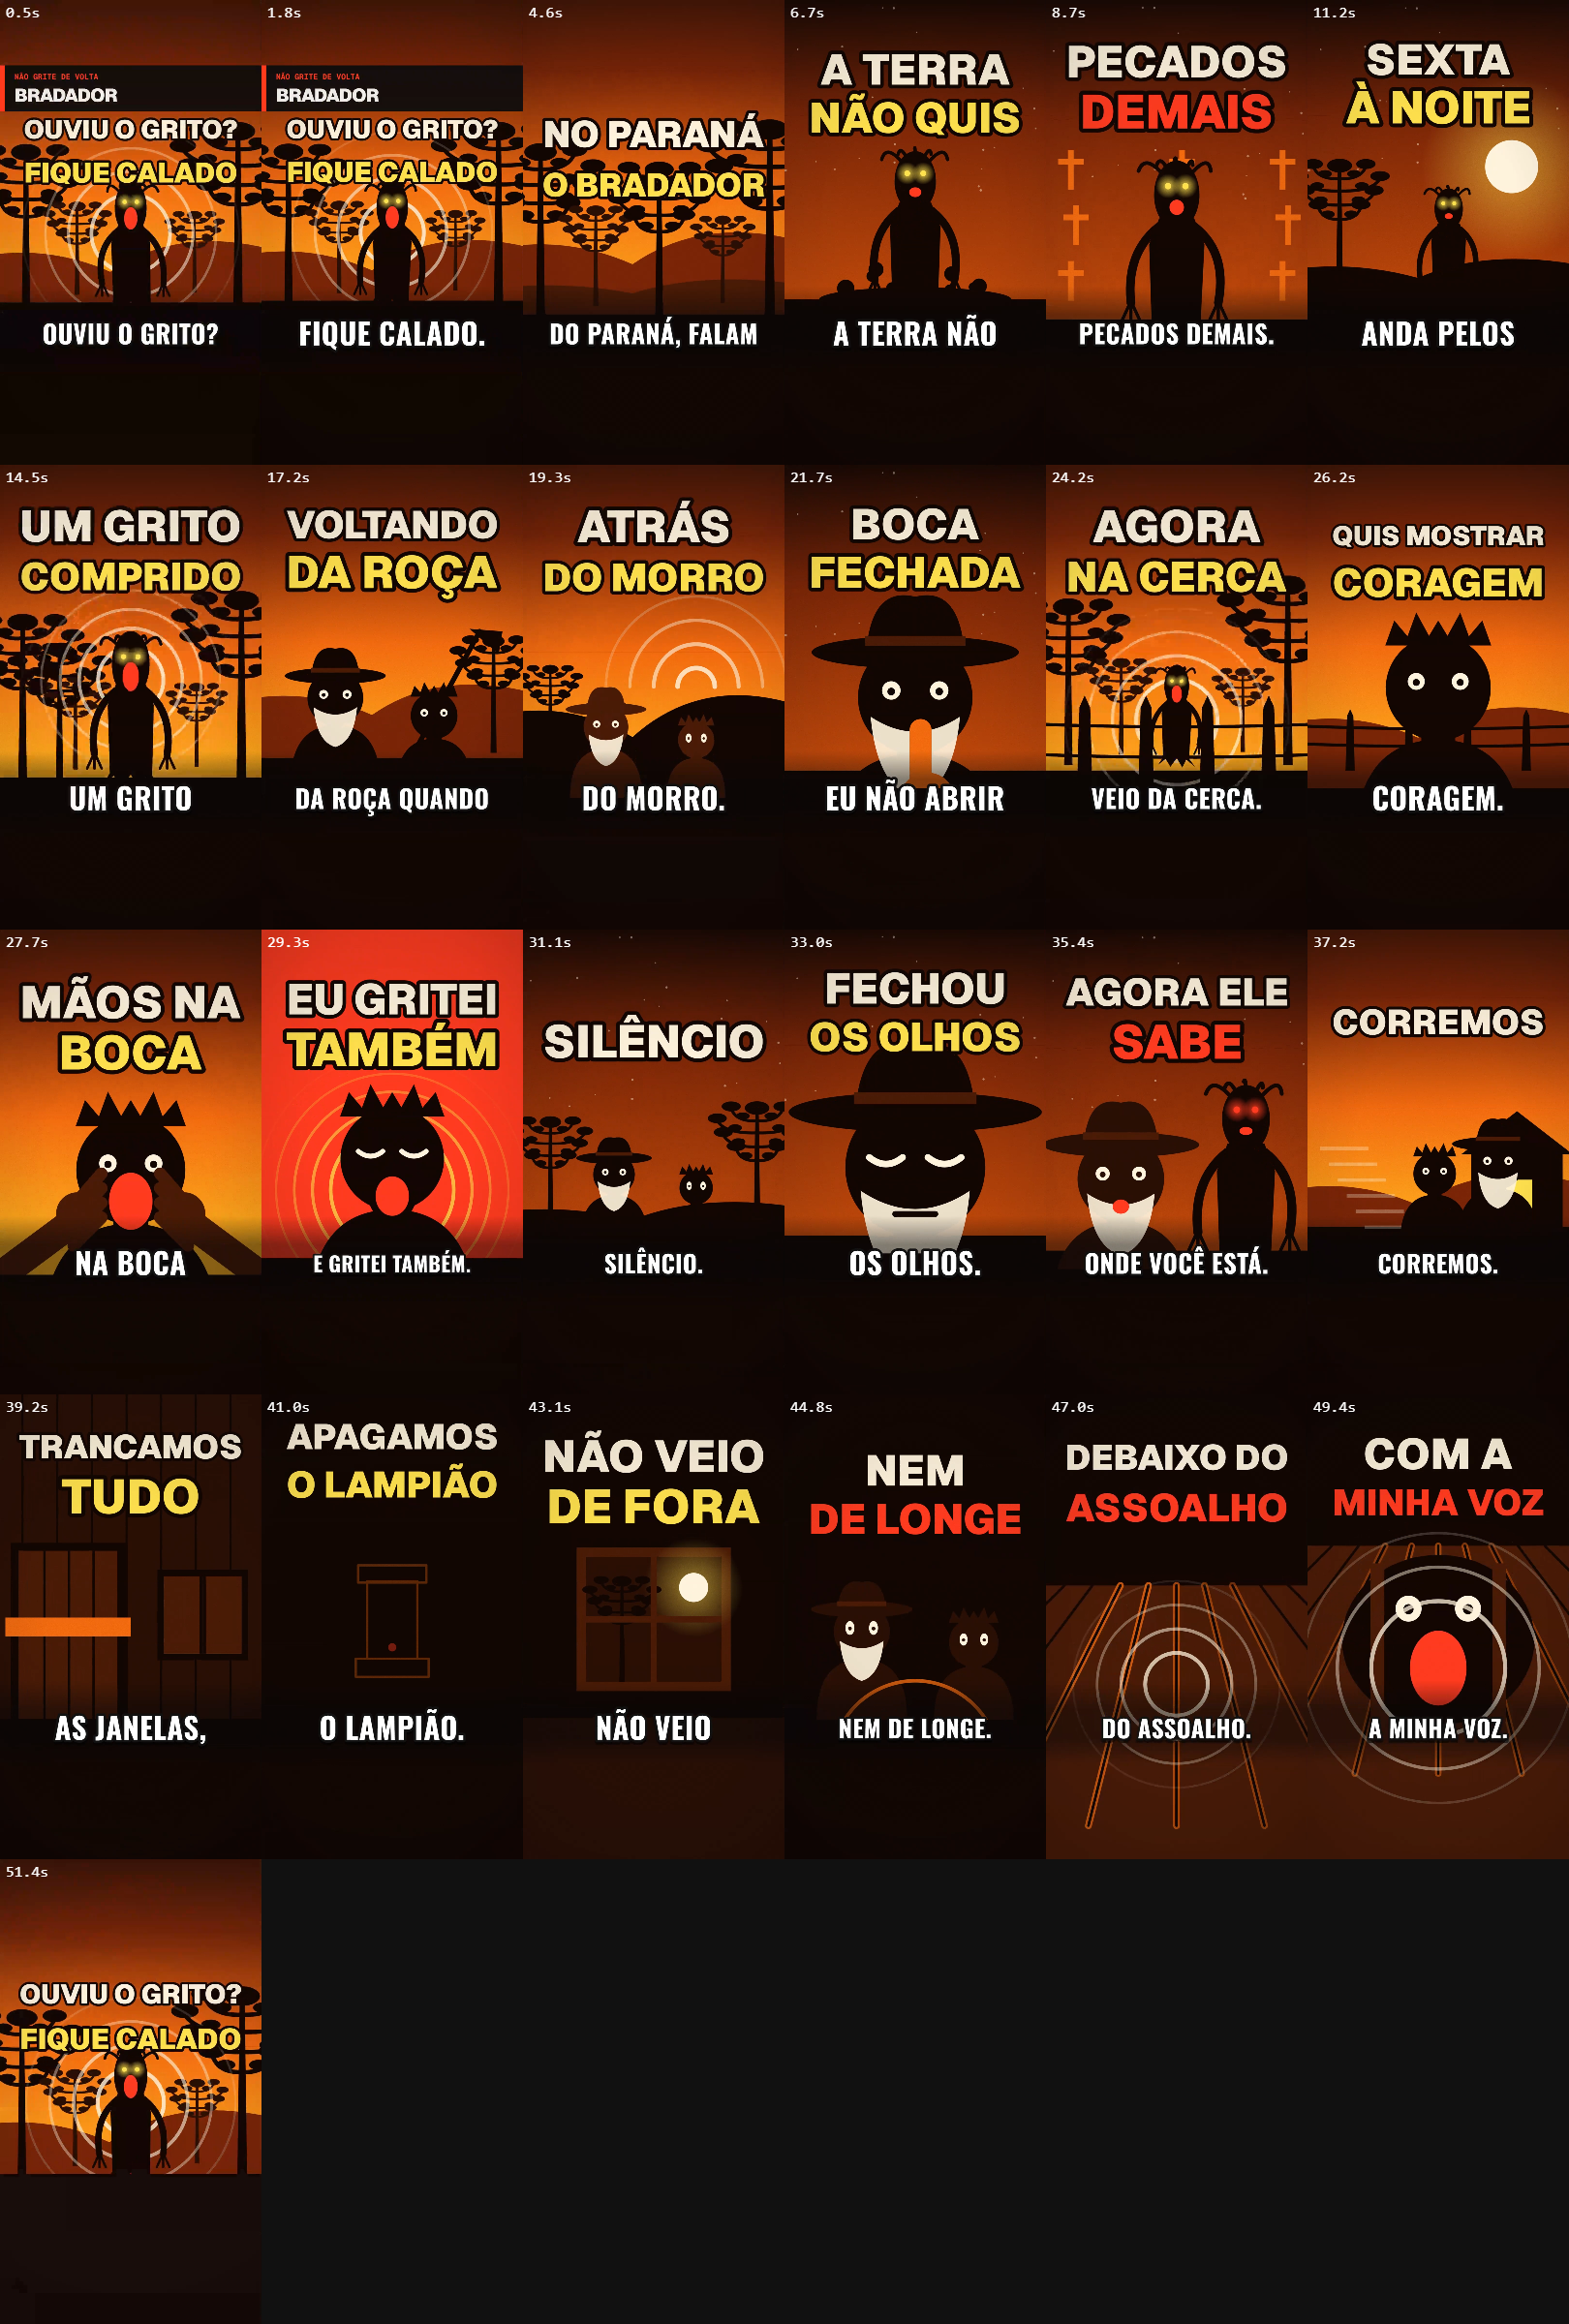 0.5s
NÃO GRITE DE VOLTA
BRADADOR
OUVIU O GRITO?
FIQUE CALADO
OUVIU O GRITO?
1.8s
NÃO GRITE DE VOLTA
BRADADOR
OUVIU O GRITO?
FIQUE CALADO
FIQUE CALADO.
4.6s
NO PARANÁ
O BRADADOR
DO PARANÁ, FALAM
6.7s
A TERRA
NÃO QUIS
A TERRA NÃO
8.7s
PECADOS
DEMAIS
PECADOS DEMAIS.
11.2s
SEXTA
À NOITE
ANDA PELOS
14.5s
UM GRITO
COMPRIDO
UM GRITO
17.2s
VOLTANDO
DA ROÇA
DA ROÇA QUANDO
19.3s
ATRÁS
DO MORRO
DO MORRO.
21.7s
BOCA
FECHADA
EU NÃO ABRIR
24.2s
AGORA
NA CERCA
VEIO DA CERCA.
26.2s
QUIS MOSTRAR
CORAGEM
CORAGEM.
27.7s
MÃOS NA
BOCA
NA BOCA
29.3s
EU GRITEI
TAMBÉM
E GRITEI TAMBÉM.
31.1s
SILÊNCIO
SILÊNCIO.
33.0s
FECHOU
OS OLHOS
OS OLHOS.
35.4s
AGORA ELE
SABE
ONDE VOCÊ ESTÁ.
37.2s
CORREMOS
CORREMOS.
39.2s
TRANCAMOS
TUDO
AS JANELAS,
41.0s
APAGAMOS
O LAMPIÃO
O LAMPIÃO.
43.1s
NÃO VEIO
DE FORA
NÃO VEIO
44.8s
NEM
DE LONGE
NEM DE LONGE.
47.0s
DEBAIXO DO
ASSOALHO
DO ASSOALHO.
49.4s
COM A
MINHA VOZ
A MINHA VOZ.
51.4s
OUVIU O GRITO?
FIQUE CALADO